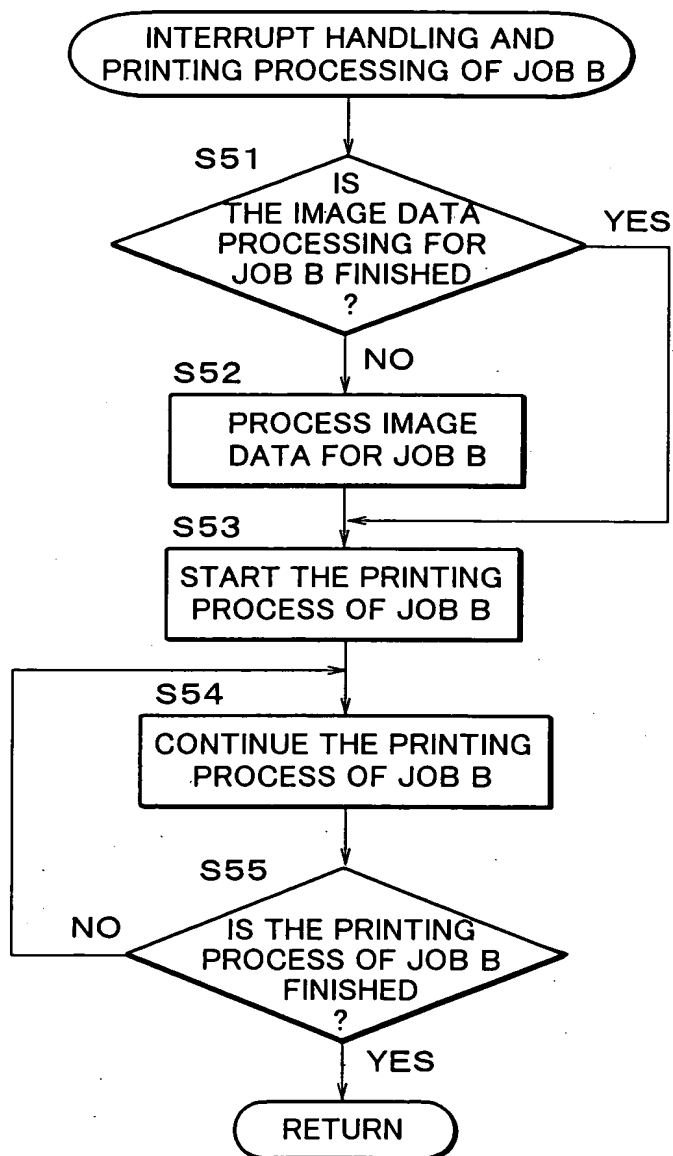 INTERRUPT HANDLING AND
PRINTING PROCESSING OF JOB B
S51
IS
THE IMAGE DATA
PROCESSING FOR
JOB B FINISHED
?
YES
NO
S52
PROCESS IMAGE
DATA FOR JOB B
S53
START THE PRINTING
PROCESS OF JOB B
S54
CONTINUE THE PRINTING
PROCESS OF JOB B
S55
NO
IS THE PRINTING
PROCESS OF JOB B
FINISHED
?
YES
RETURN